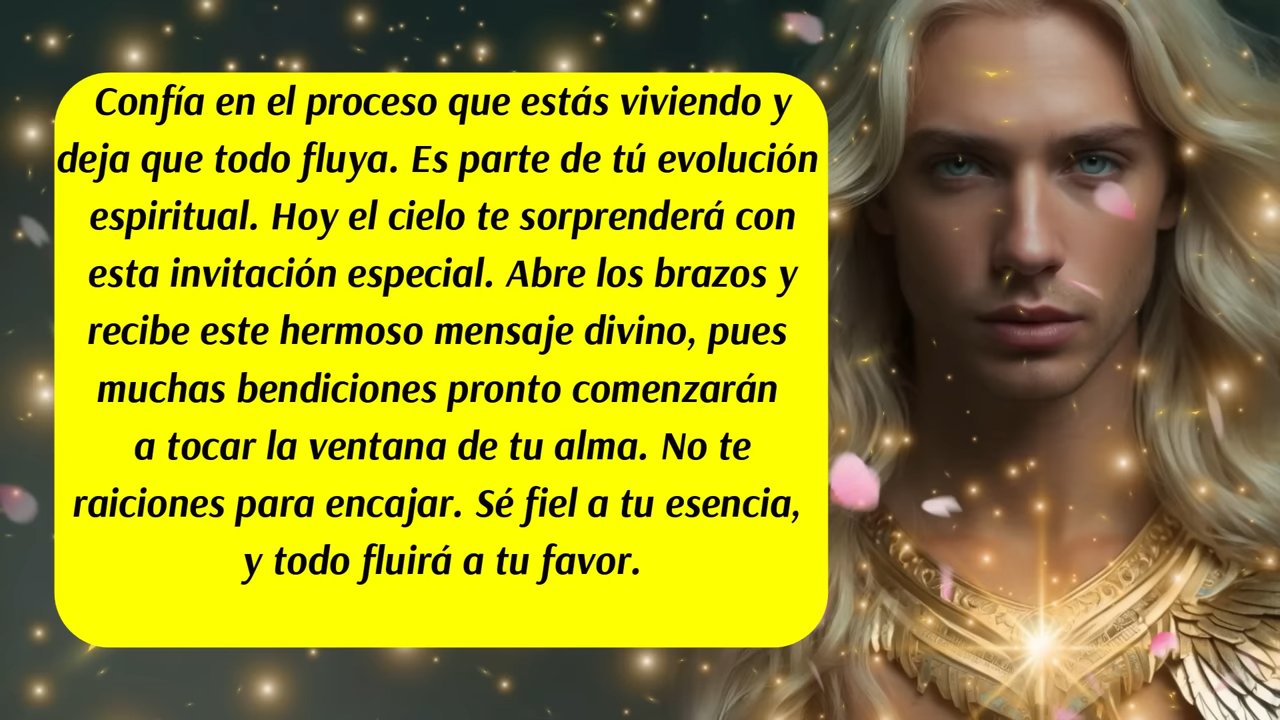 Confía en el proceso que estás viviendo y
deja que todo fluya. Es parte de tú evolución
espiritual. Hoy el cielo te sorprenderá con
esta invitación especial. Abre los brazos y
recibe este hermoso mensaje divino, pues
muchas bendiciones pronto comenzarán
a tocar la ventana de tu alma. No te
raiciones para encajar. Sé fiel a tu esencia,
y todo fluirá a tu favor.